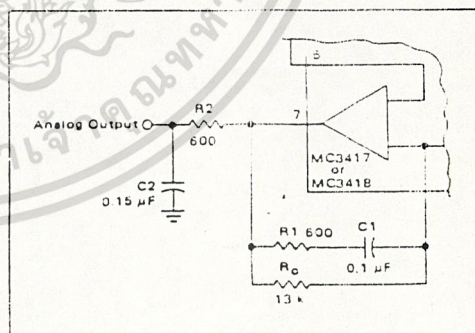 6
7
Analog Output
R2
600
MC3417
or
MC3418
C2
0.15 µF
R1 600
C1
0.1 µF
Ro
13 k